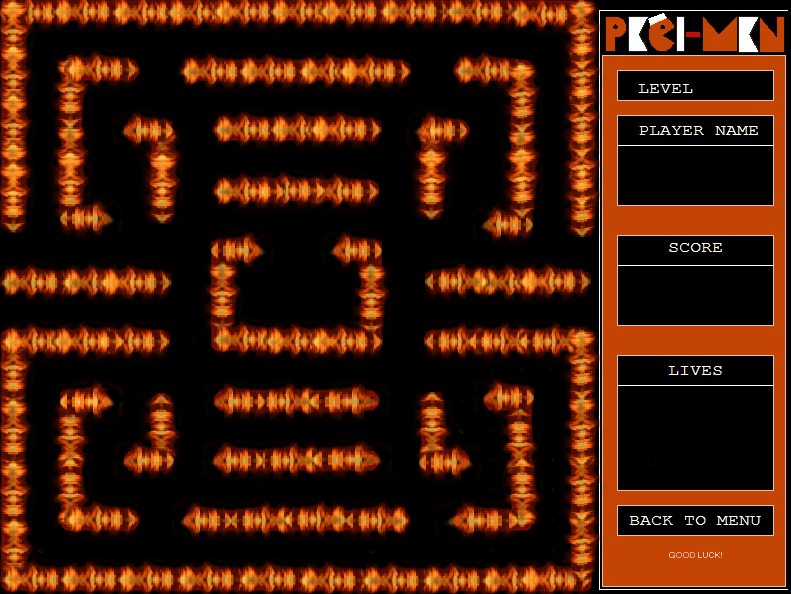 LEVEL
PLAYER NAME
SCORE
LIVES
BACK TO MENU
GOOD LUCK!